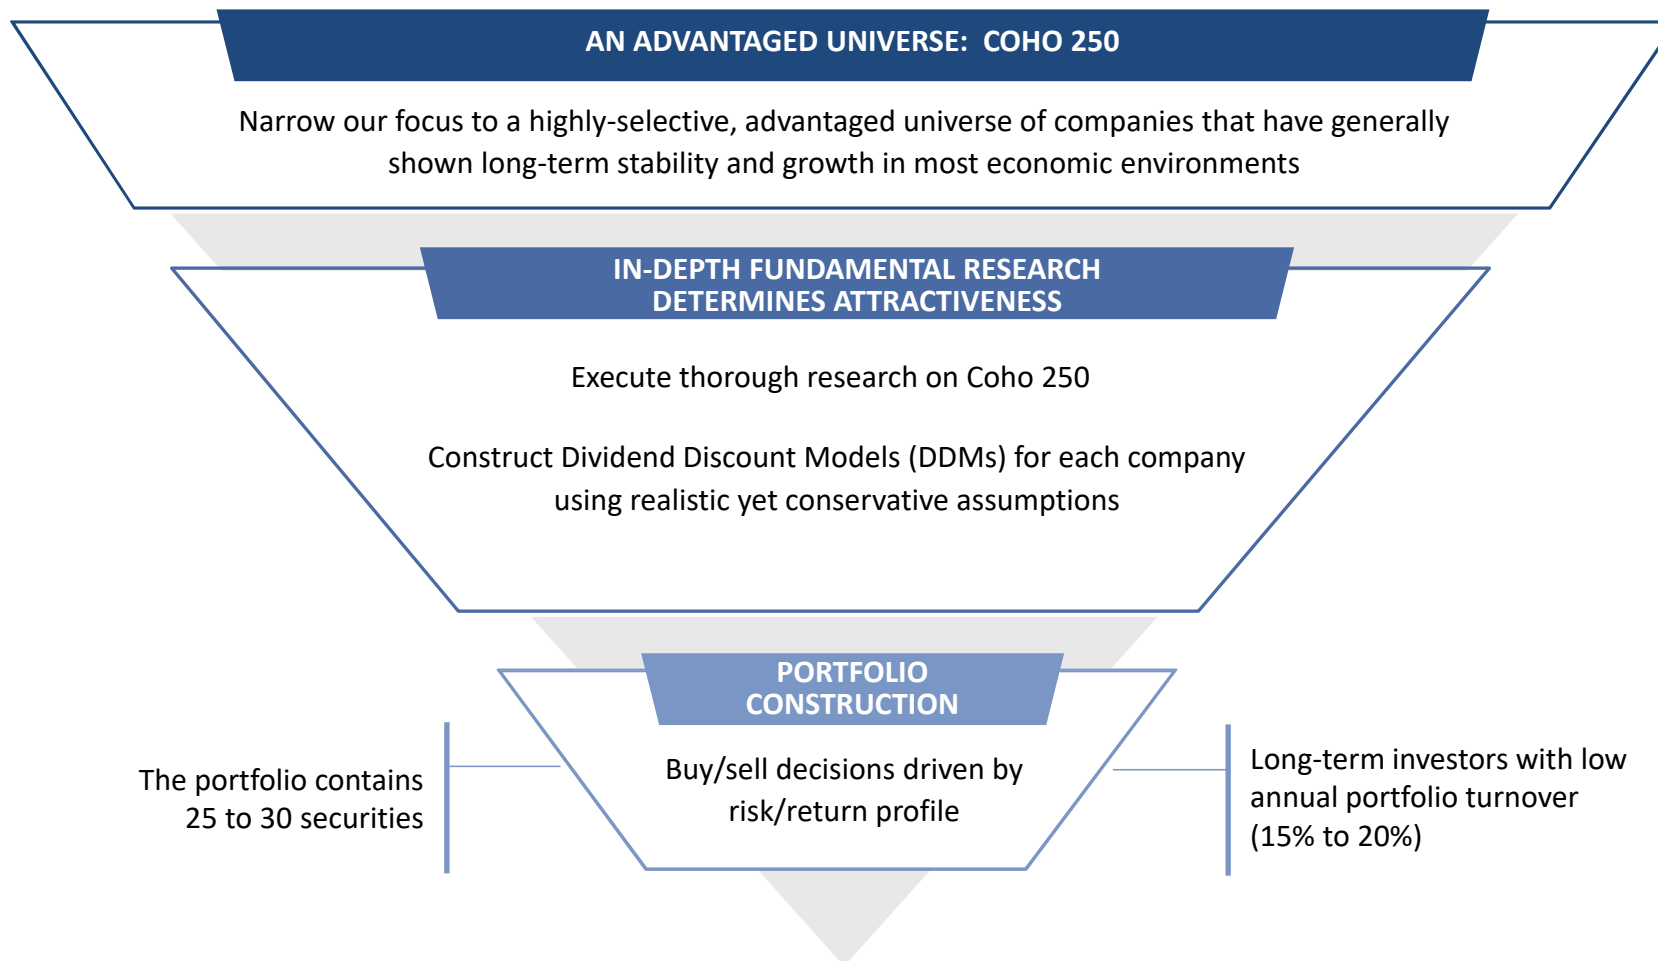 AN ADVANTAGED UNIVERSE: COHO 250
Narrow our focus to a highly-selective, advantaged universe of companies that have generally
shown long-term stability and growth in most economic environments
IN-DEPTH FUNDAMENTAL RESEARCH
DETERMINES ATTRACTIVENESS
Execute thorough research on Coho 250
Construct Dividend Discount Models (DDMs) for each company
using realistic yet conservative assumptions
PORTFOLIO
CONSTRUCTION
Buy/sell decisions driven by
risk/return profile
The portfolio contains
25 to 30 securities
Long-term investors with low
annual portfolio turnover
(15% to 20%)